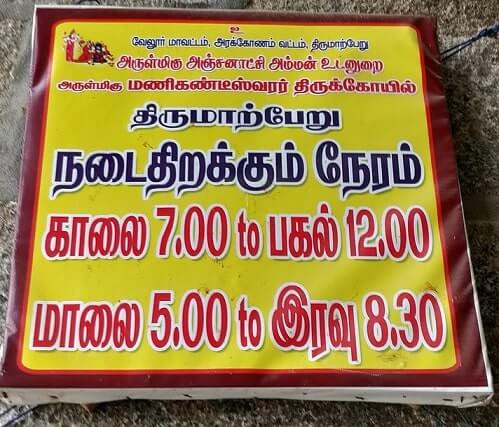 உ
வேலூர் மாவட்டம், அரக்கோணம் வட்டம், திருமாற்பேறு
அருள்மிகு அஞ்சனாட்சி அம்மன் உடனுறை
அருள்மிகு மணிகண்டீஸ்வரர் திருக்கோயில்
திருமாற்பேறு
நடைதிறக்கும் நேரம்
காலை 7.00 to பகல் 12.00
மாலை 5.00 to இரவு 8.30